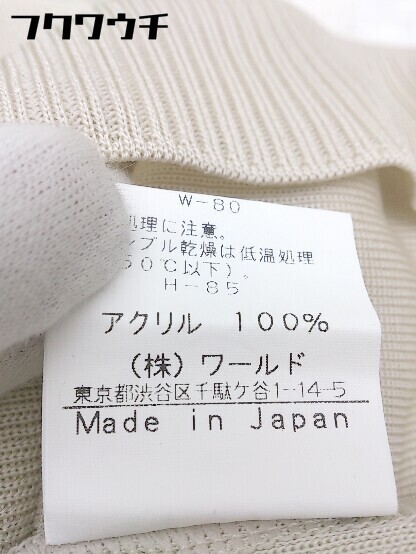 フクワウチ
W-80
処理に注意。
ンブル乾燥は低温処理
50℃以下)。
H-85
アクリル 100%
(株)ワールド
東京都渋谷区千駄ケ谷1-14-5
Made in Japan